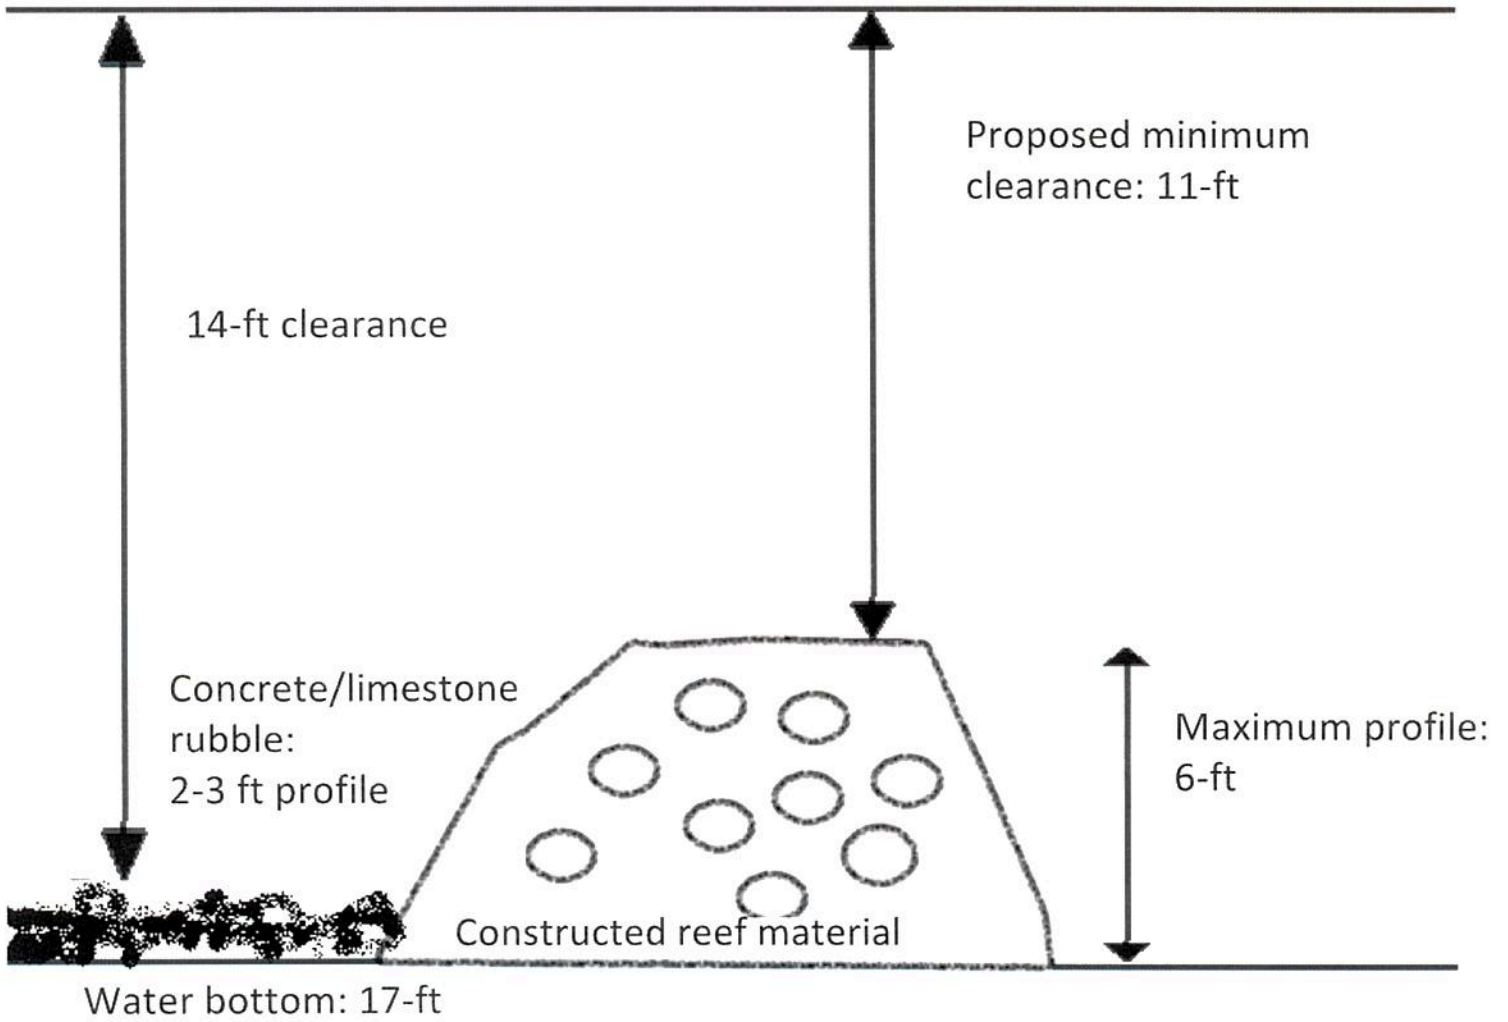 Proposed minimum
clearance: 11-ft
14-ft clearance
Concrete/limestone
rubble:
2-3 ft profile
Maximum profile:
6-ft
Constructed reef material
Water bottom: 17-ft